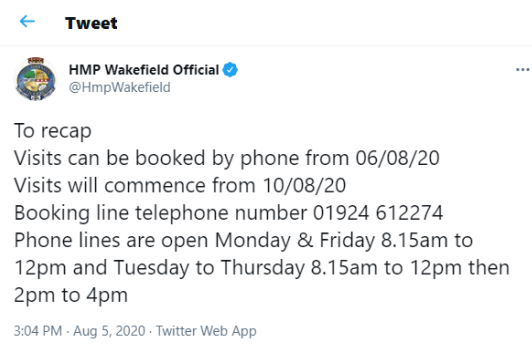 Tweet
HMP Wakefield Official
@HmpWakefield
To recap
Visits can be booked by phone from 06/08/20
Visits will commence from 10/08/20
Booking line telephone number 01924 612274
Phone lines are open Monday & Friday 8.15am to
12pm and Tuesday to Thursday 8.15am to 12pm then
2pm to 4pm
3:04 PM · Aug 5, 2020 · Twitter Web App